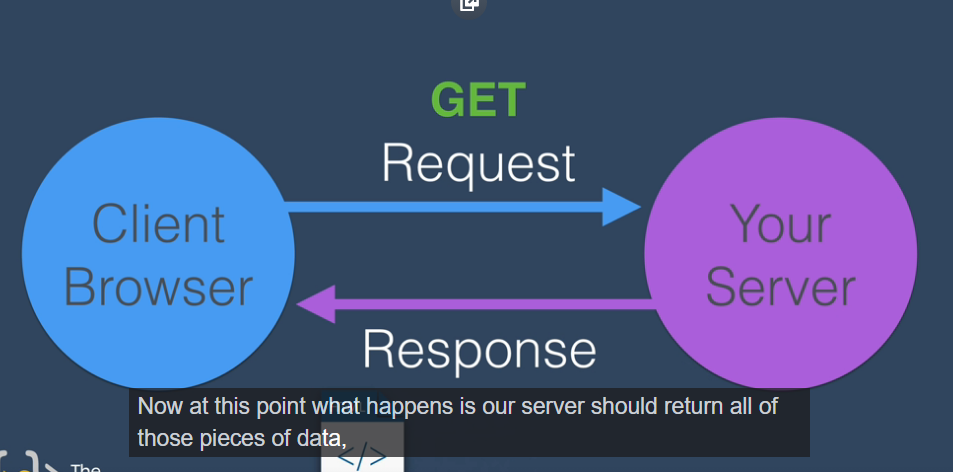 GET
Request
Client
Browser
Your
Server
Response
Now at this point what happens is our server should return all of
those pieces of data,
</>
The